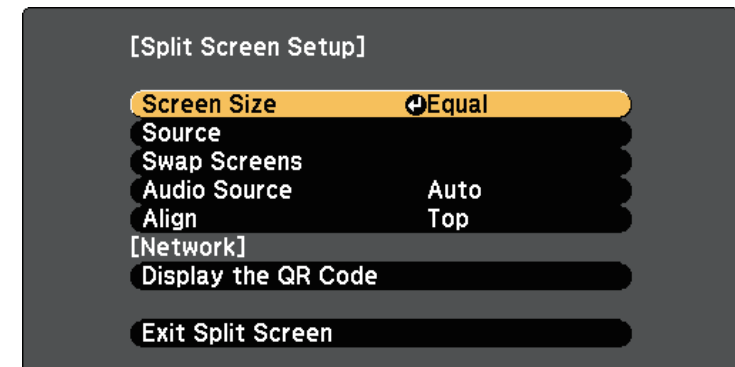 [Split Screen Setup]
Screen Size Equal
Source
Swap Screens
Audio Source Auto
Align Top
[Network]
Display the QR Code
Exit Split Screen